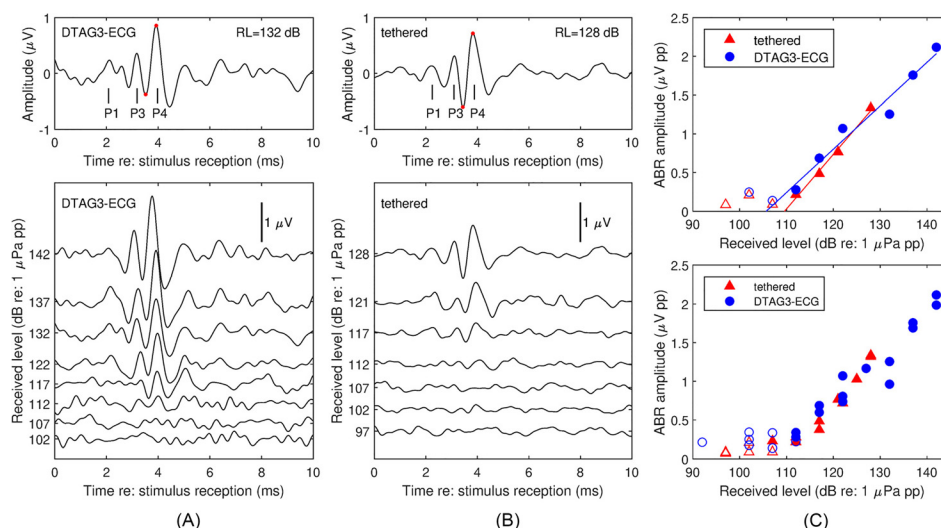 DTAG3-ECG RL=132 dB
Amplitude (μV)
1
0
-1
P1 P3 P4
0 2 4 6 8 10
Time re: stimulus reception (ms)
DTAG3-ECG
1 μV
Received level (dB re: 1 μPa pp)
142
137
132
122
117
112
107
102
0 2 4 6 8 10
Time re: stimulus reception (ms)
(A)
tethered RL=128 dB
Amplitude (μV)
1
0
-1
P1 P3 P4
0 2 4 6 8 10
Time re: stimulus reception (ms)
tethered
1 μV
Received level (dB re: 1 μPa pp)
128
121
117
112
107
102
97
0 2 4 6 8 10
Time re: stimulus reception (ms)
(B)
ABR amplitude (μV pp)
2.5
2
1.5
1
0.5
0
tethered
DTAG3-ECG
90 100 110 120 130 140
Received level (dB re: 1 μPa pp)
ABR amplitude (μV pp)
2.5
2
1.5
1
0.5
0
tethered
DTAG3-ECG
90 100 110 120 130 140
Received level (dB re: 1 μPa pp)
(C)